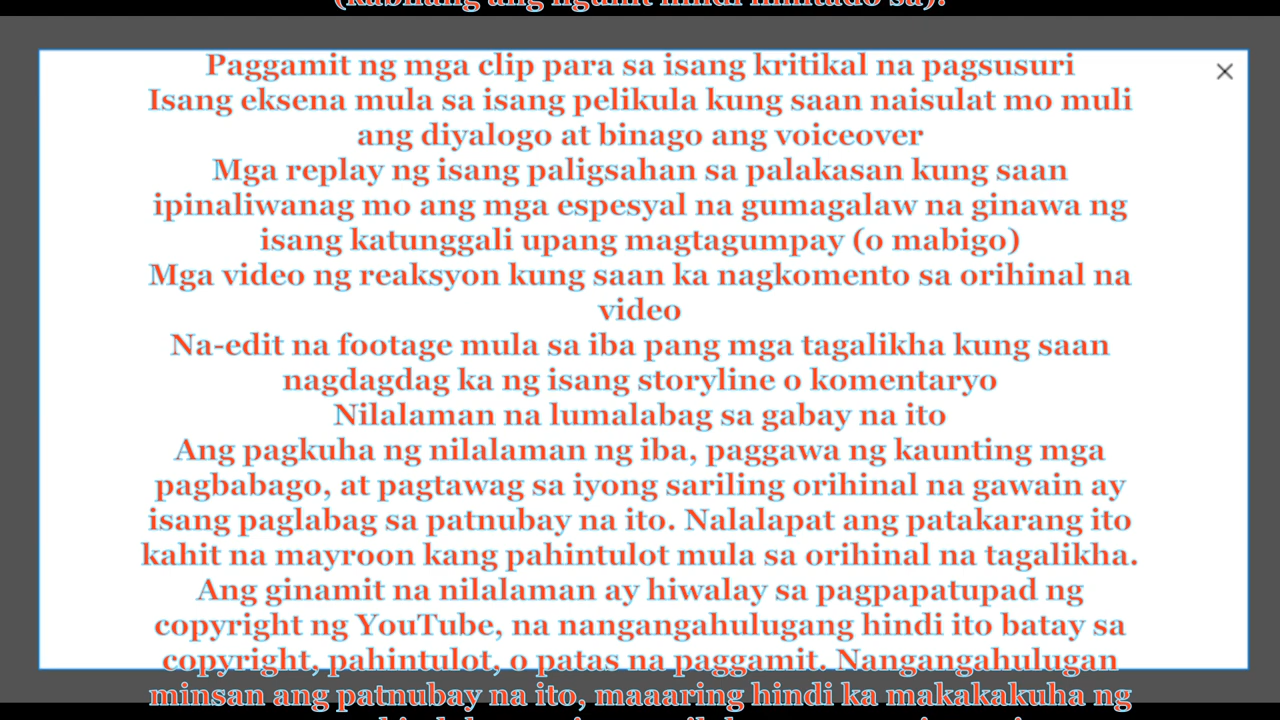 (kabilang ang ngunit hindi limitado sa):
Paggamit ng mga clip para sa isang kritikal na pagsusuri
Isang eksena mula sa isang pelikula kung saan naisulat mo muli
ang diyalogo at binago ang voiceover
Mga replay ng isang paligsahan sa palakasan kung saan
ipinaliwanag mo ang mga espesyal na gumagalaw na ginawa ng
isang katunggali upang magtagumpay (o mabigo)
Mga video ng reaksyon kung saan ka nagkomento sa orihinal na
video
Na-edit na footage mula sa iba pang mga tagalikha kung saan
nagdagdag ka ng isang storyline o komentaryo
Nilalaman na lumalabag sa gabay na ito
Ang pagkuha ng nilalaman ng iba, paggawa ng kaunting mga
pagbabago, at pagtawag sa iyong sariling orihinal na gawain ay
isang paglabag sa patnubay na ito. Nalalapat ang patakarang ito
kahit na mayroon kang pahintulot mula sa orihinal na tagalikha.
Ang ginamit na nilalaman ay hiwalay sa pagpapatupad ng
copyright ng YouTube, na nangangahulugang hindi ito batay sa
copyright, pahintulot, o patas na paggamit. Nangangahulugan
minsan ang patnubay na ito, maaaring hindi ka makakakuha ng